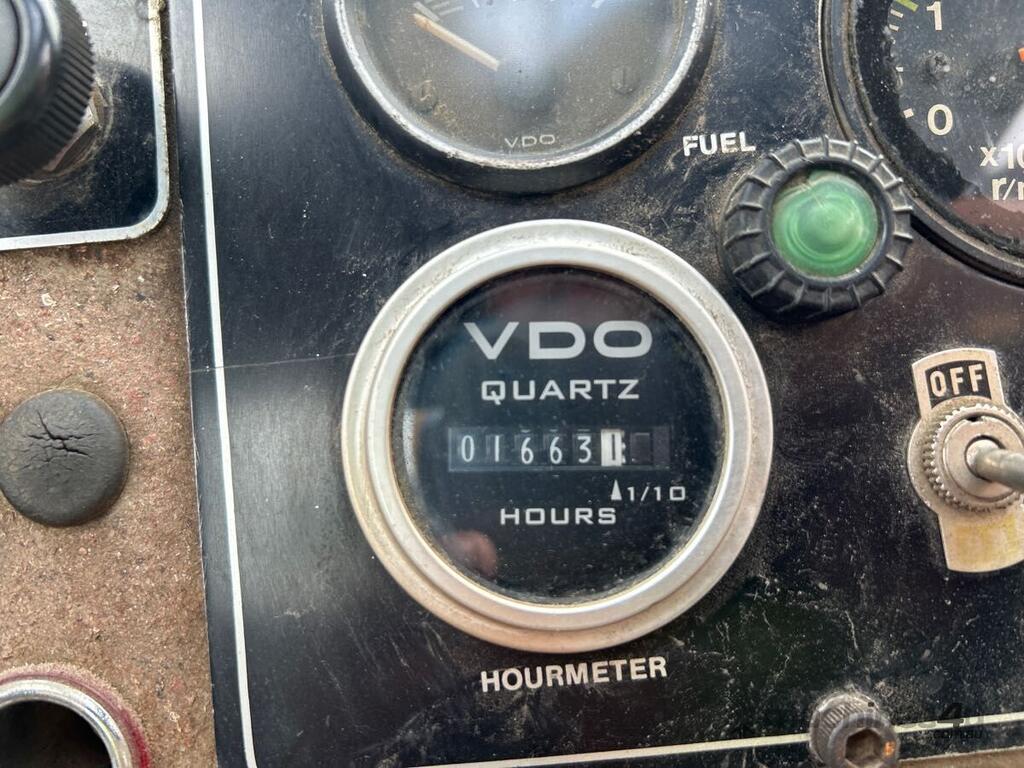 VDO
FUEL
1
0
VDO
QUARTZ
016631
1/10
HOURS
OFF
HOURMETER